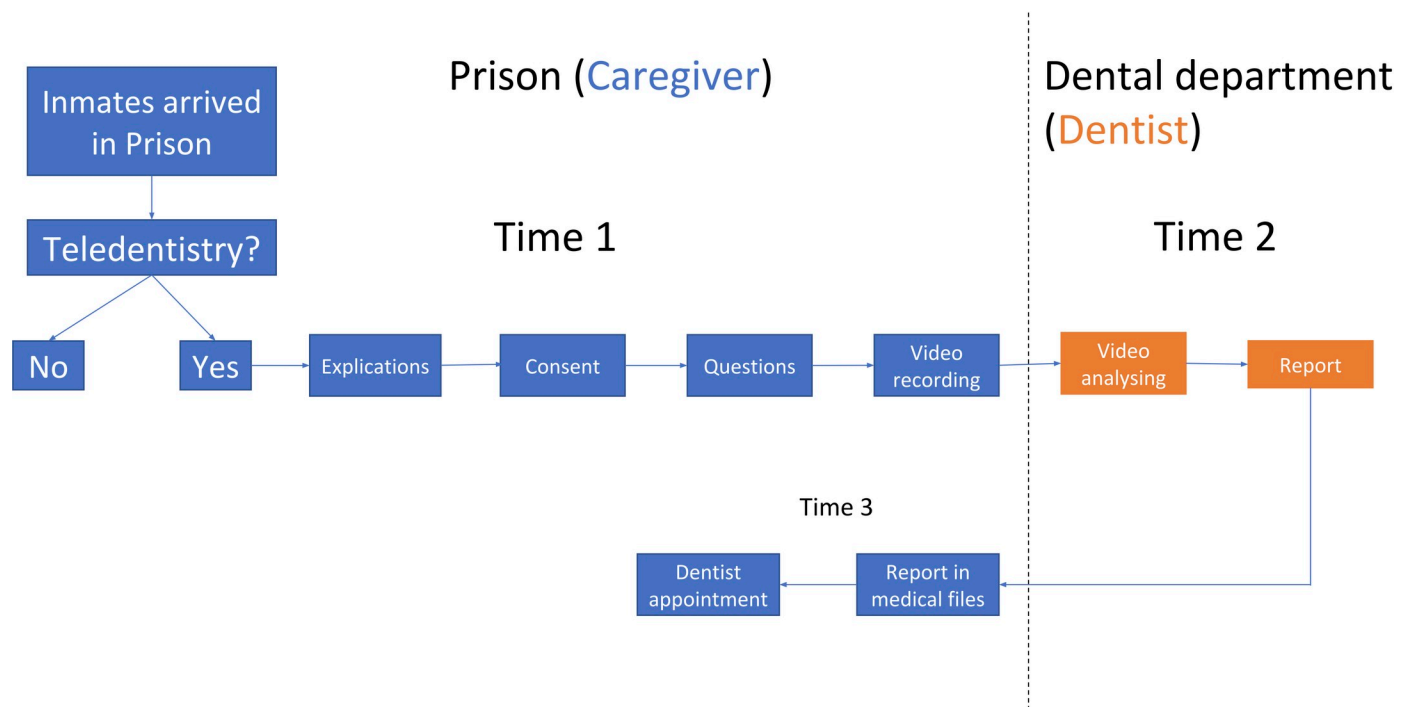 Prison (Caregiver)
Dental department
(Dentist)
Inmates arrived
in Prison
Teledentistry?
Time 1
Time 2
No
Yes
Explications
Consent
Questions
Video
recording
Video
analysing
Report
Time 3
Dentist
appointment
Report in
medical files